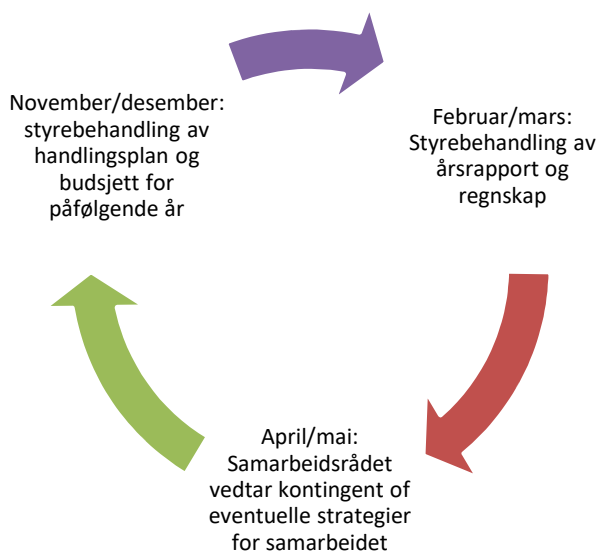 November/desember:
styrebehandling av
handlingsplan og
budsjett for
påfølgende år
Februar/mars:
Styrebehandling av
årsrapport og
regnskap
April/mai:
Samarbeidsrådet
vedtar kontingent of
eventuelle strategier
for samarbeidet